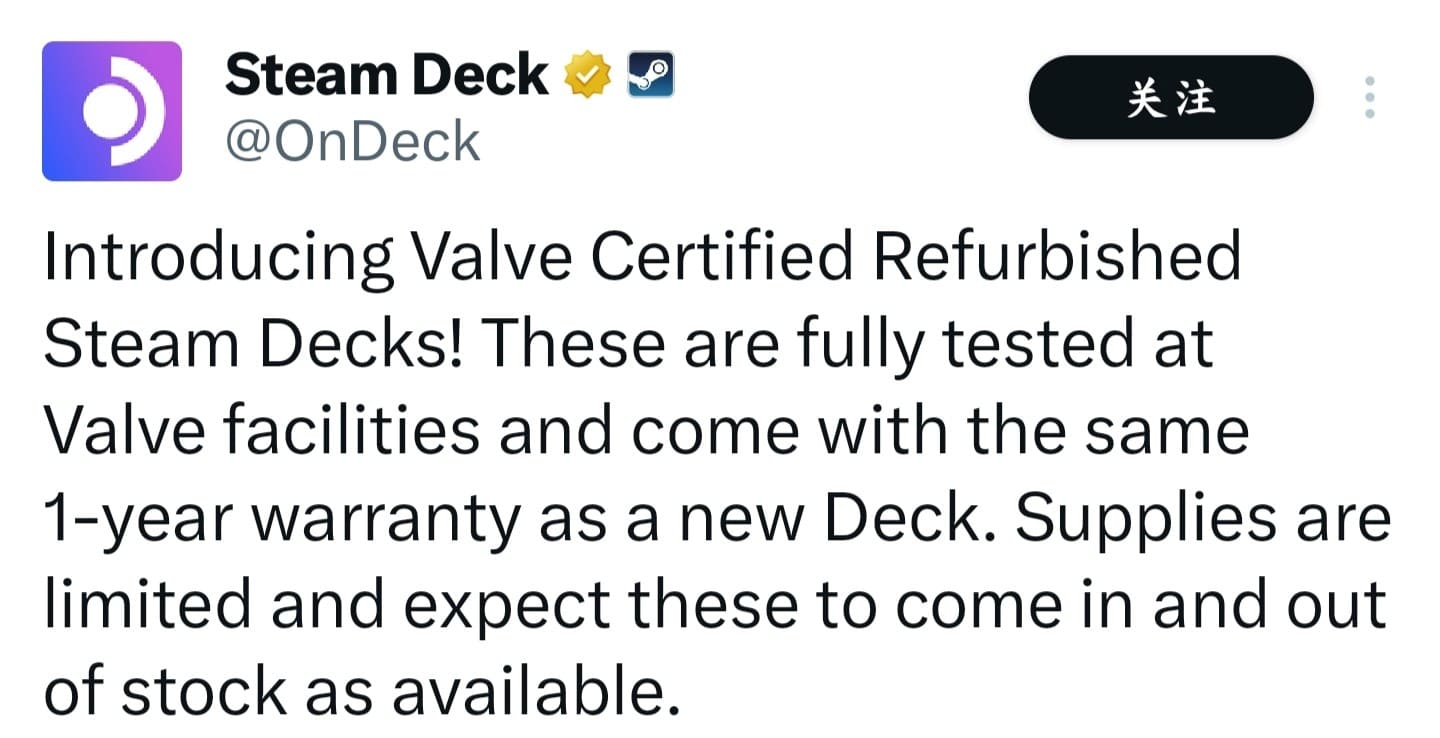 Steam Deck
@OnDeck
关注
Introducing Valve Certified Refurbished
Steam Decks! These are fully tested at
Valve facilities and come with the same
1-year warranty as a new Deck. Supplies are
limited and expect these to come in and out
of stock as available.